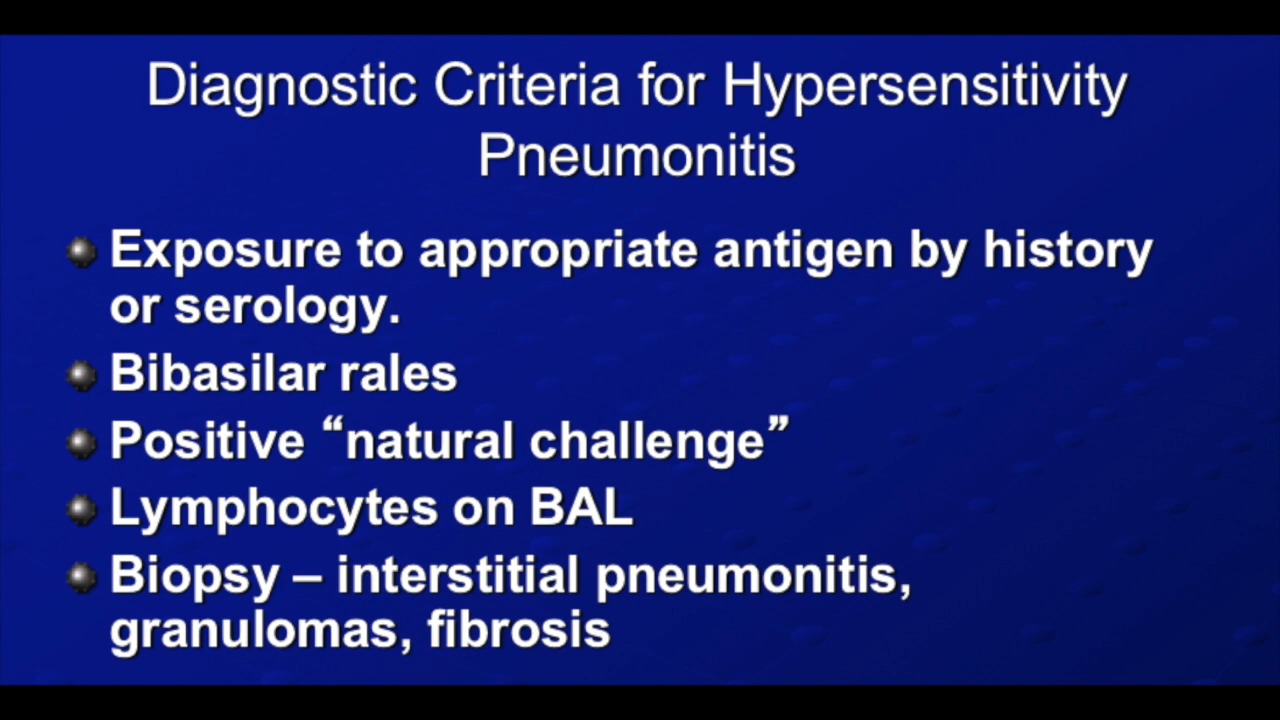 Diagnostic Criteria for Hypersensitivity
Pneumonitis
Exposure to appropriate antigen by history
or serology.
Bibasilar rales
Positive “natural challenge”
Lymphocytes on BAL
Biopsy – interstitial pneumonitis,
granulomas, fibrosis